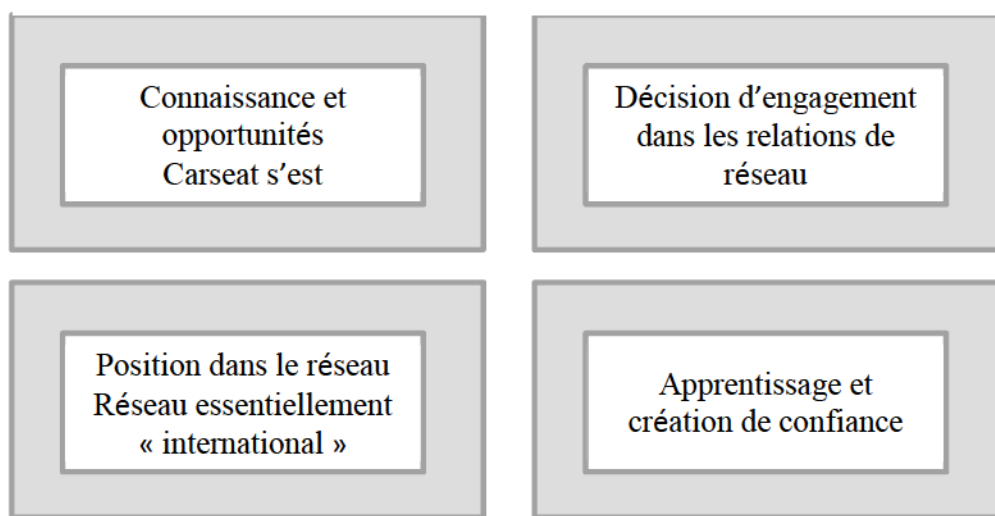 Connaissance et
opportunités
Carseat s’est
Décision d’engagement
dans les relations de
réseau
Position dans le réseau
Réseau essentiellement
« international »
Apprentissage et
création de confiance